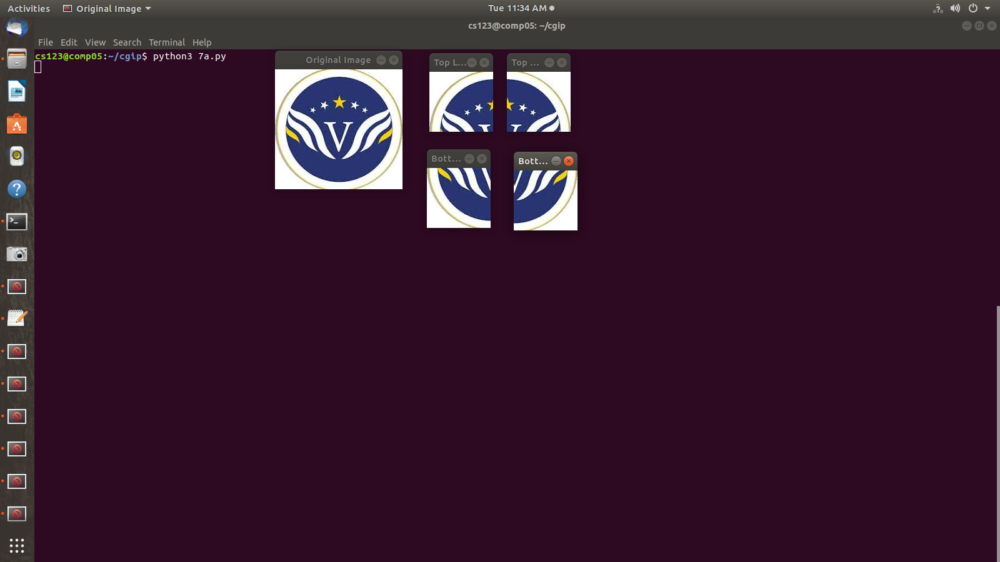 Activities Original Image Tue 11:34 AM
cs123@comp05: ~/cgip
File Edit View Search Terminal Help
cs123@comp05:~/cgip$ python3 7a.py
Original Image
Top L...
Top ...
V
Bott...
Bott...